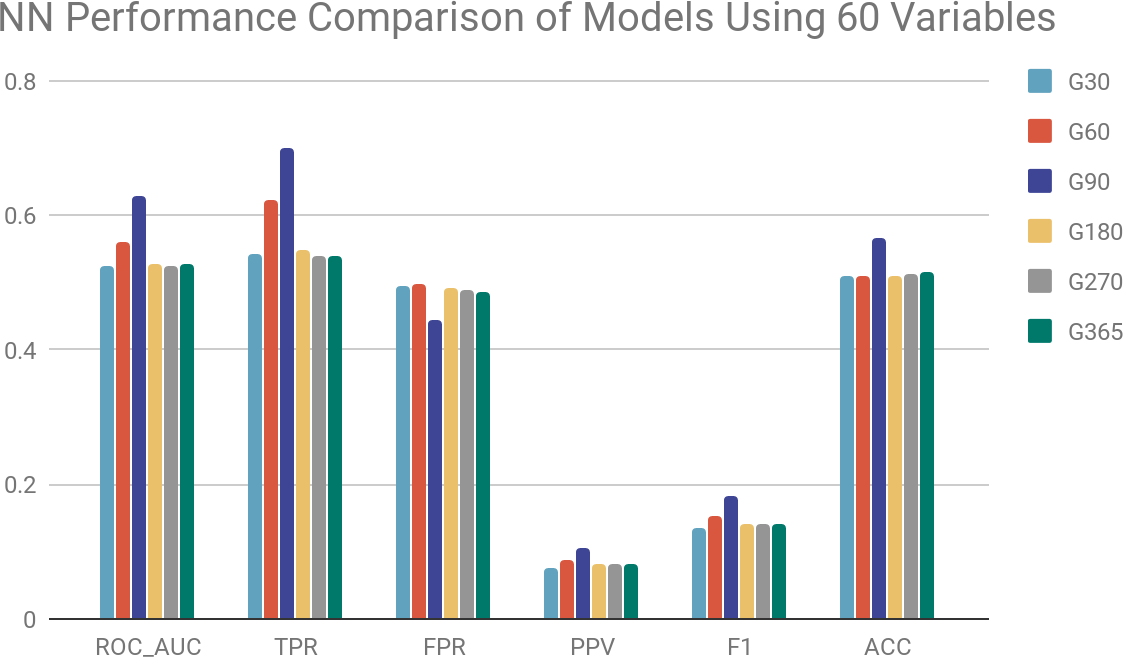 NN Performance Comparison of Models Using 60 Variables
0.8
0.6
0.4
0.2
0
ROC_AUC
TPR
FPR
PPV
F1
ACC
G30
G60
G90
G180
G270
G365